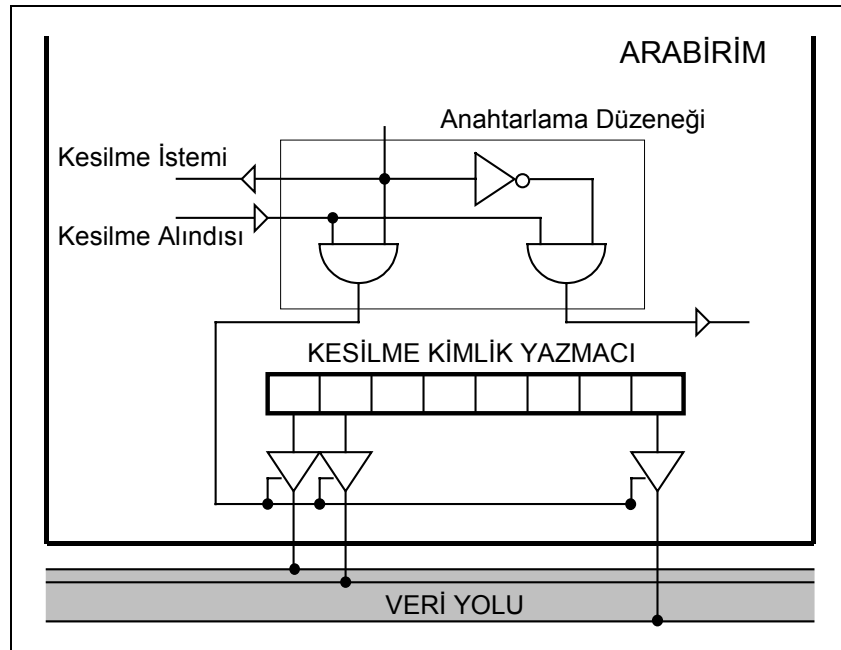 ARABİRİM
Anahtarlama Düzeneği
Kesilme İstemi
Kesilme Alındısı
KESİLME KİMLİK YAZMACI
VERİ YOLU